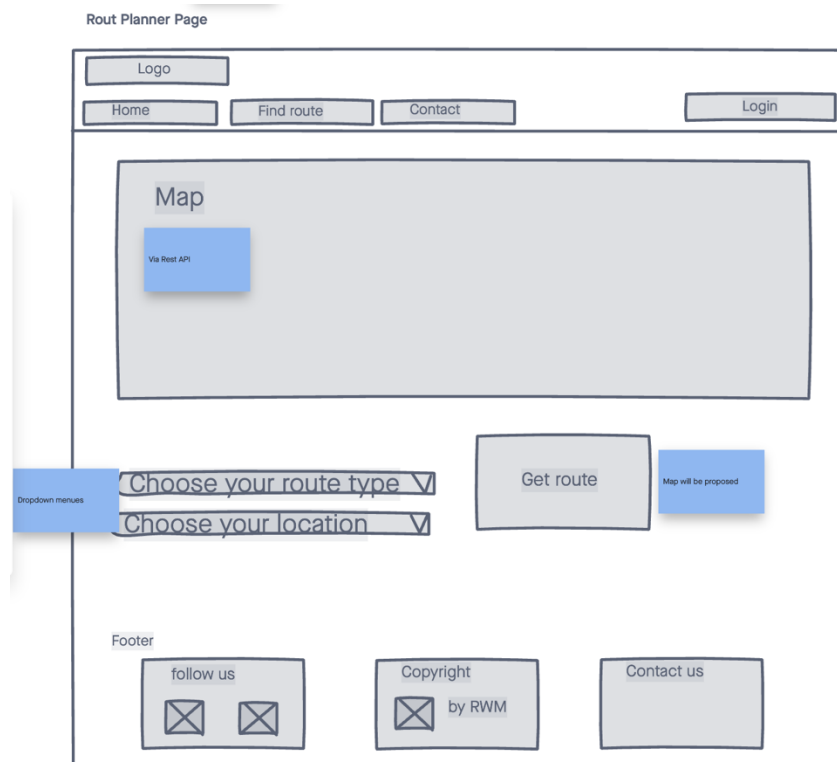 Rout Planner Page
Logo
Home
Find route
Contact
Login
Map
Via Rest API
Choose your route type
Get route
Map will be proposed
Dropdown menues
Choose your location
Footer
follow us
Copyright
by RWM
Contact us